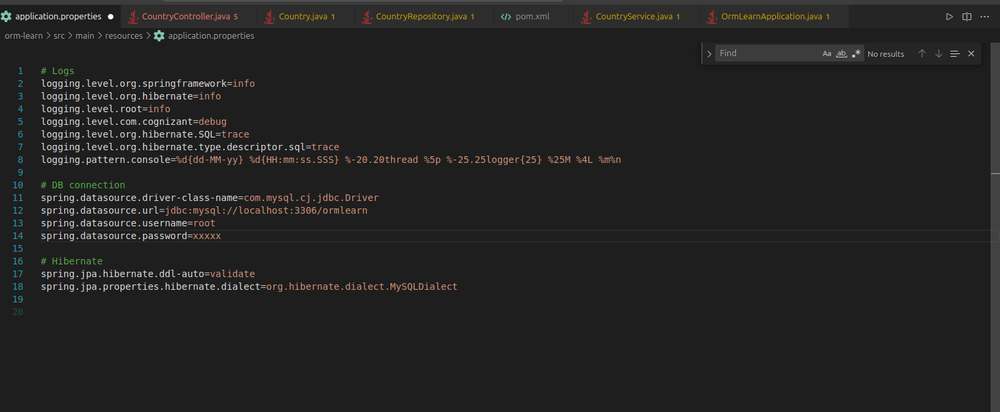 application.properties
CountryController.java 5
Country.java 1
CountryRepository.java 1
pom.xml
CountryService.java 1
OrmLearnApplication.java 1
orm-learn > src > main > resources > application.properties
Find Aa ab .* No results
1 # Logs
2 logging.level.org.springframework=info
3 logging.level.org.hibernate=info
4 logging.level.root=info
5 logging.level.com.cognizant=debug
6 logging.level.org.hibernate.SQL=trace
7 logging.level.org.hibernate.type.descriptor.sql=trace
8 logging.pattern.console=%d{dd-MM-yy} %d{HH:mm:ss.SSS} %-20.20thread %5p %-25.25logger{25} %25M %4L %m%n
9
10 # DB connection
11 spring.datasource.driver-class-name=com.mysql.cj.jdbc.Driver
12 spring.datasource.url=jdbc:mysql://localhost:3306/ormlearn
13 spring.datasource.username=root
14 spring.datasource.password=xxxxx
15
16 # Hibernate
17 spring.jpa.hibernate.ddl-auto=validate
18 spring.jpa.properties.hibernate.dialect=org.hibernate.dialect.MySQLDialect
19
20